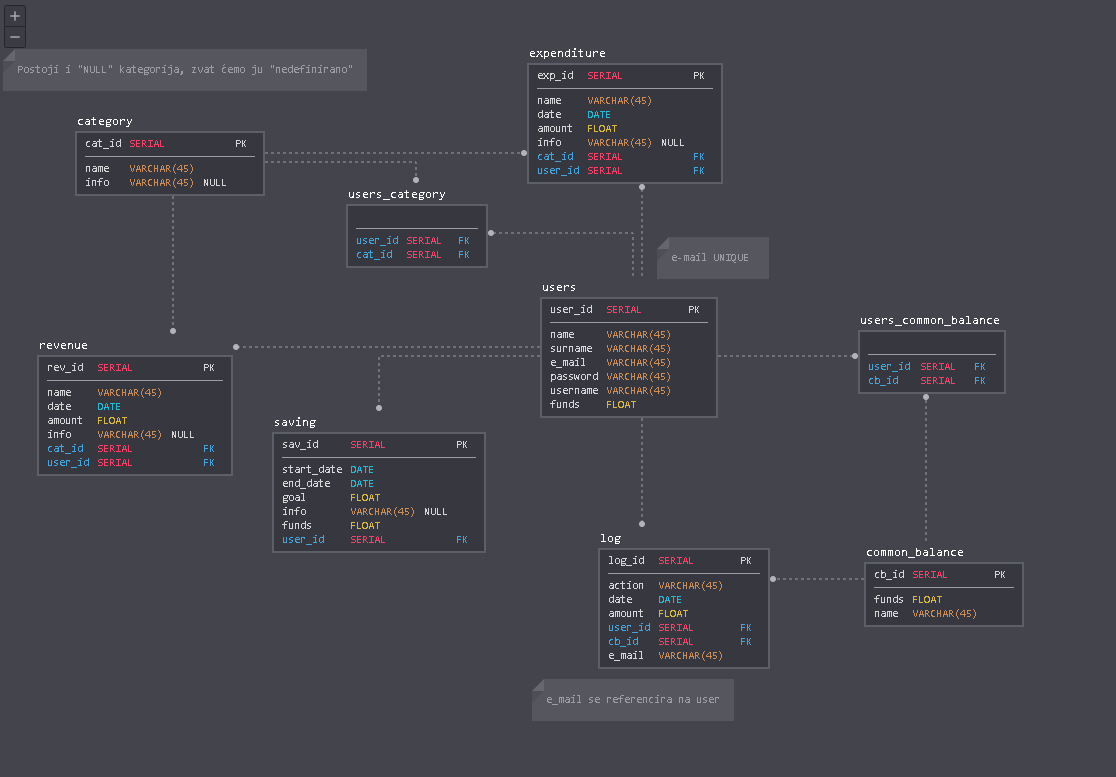 +
−
Postoji i "NULL" kategorija, zvat ćemo ju "nedefinirano"
expenditure
exp_id SERIAL PK
name VARCHAR(45)
date DATE
amount FLOAT
info VARCHAR(45) NULL
cat_id SERIAL FK
user_id SERIAL FK
category
cat_id SERIAL PK
name VARCHAR(45)
info VARCHAR(45) NULL
users_category
user_id SERIAL FK
cat_id SERIAL FK
e-mail UNIQUE
users
user_id SERIAL PK
name VARCHAR(45)
surname VARCHAR(45)
e_mail VARCHAR(45)
password VARCHAR(45)
username VARCHAR(45)
funds FLOAT
users_common_balance
user_id SERIAL FK
cb_id SERIAL FK
revenue
rev_id SERIAL PK
name VARCHAR(45)
date DATE
amount FLOAT
info VARCHAR(45) NULL
cat_id SERIAL FK
user_id SERIAL FK
saving
sav_id SERIAL PK
start_date DATE
end_date DATE
goal FLOAT
info VARCHAR(45) NULL
funds FLOAT
user_id SERIAL FK
log
log_id SERIAL PK
action VARCHAR(45)
date DATE
amount FLOAT
user_id SERIAL FK
cb_id SERIAL FK
e_mail VARCHAR(45)
common_balance
cb_id SERIAL PK
funds FLOAT
name VARCHAR(45)
e_mail se referencira na user